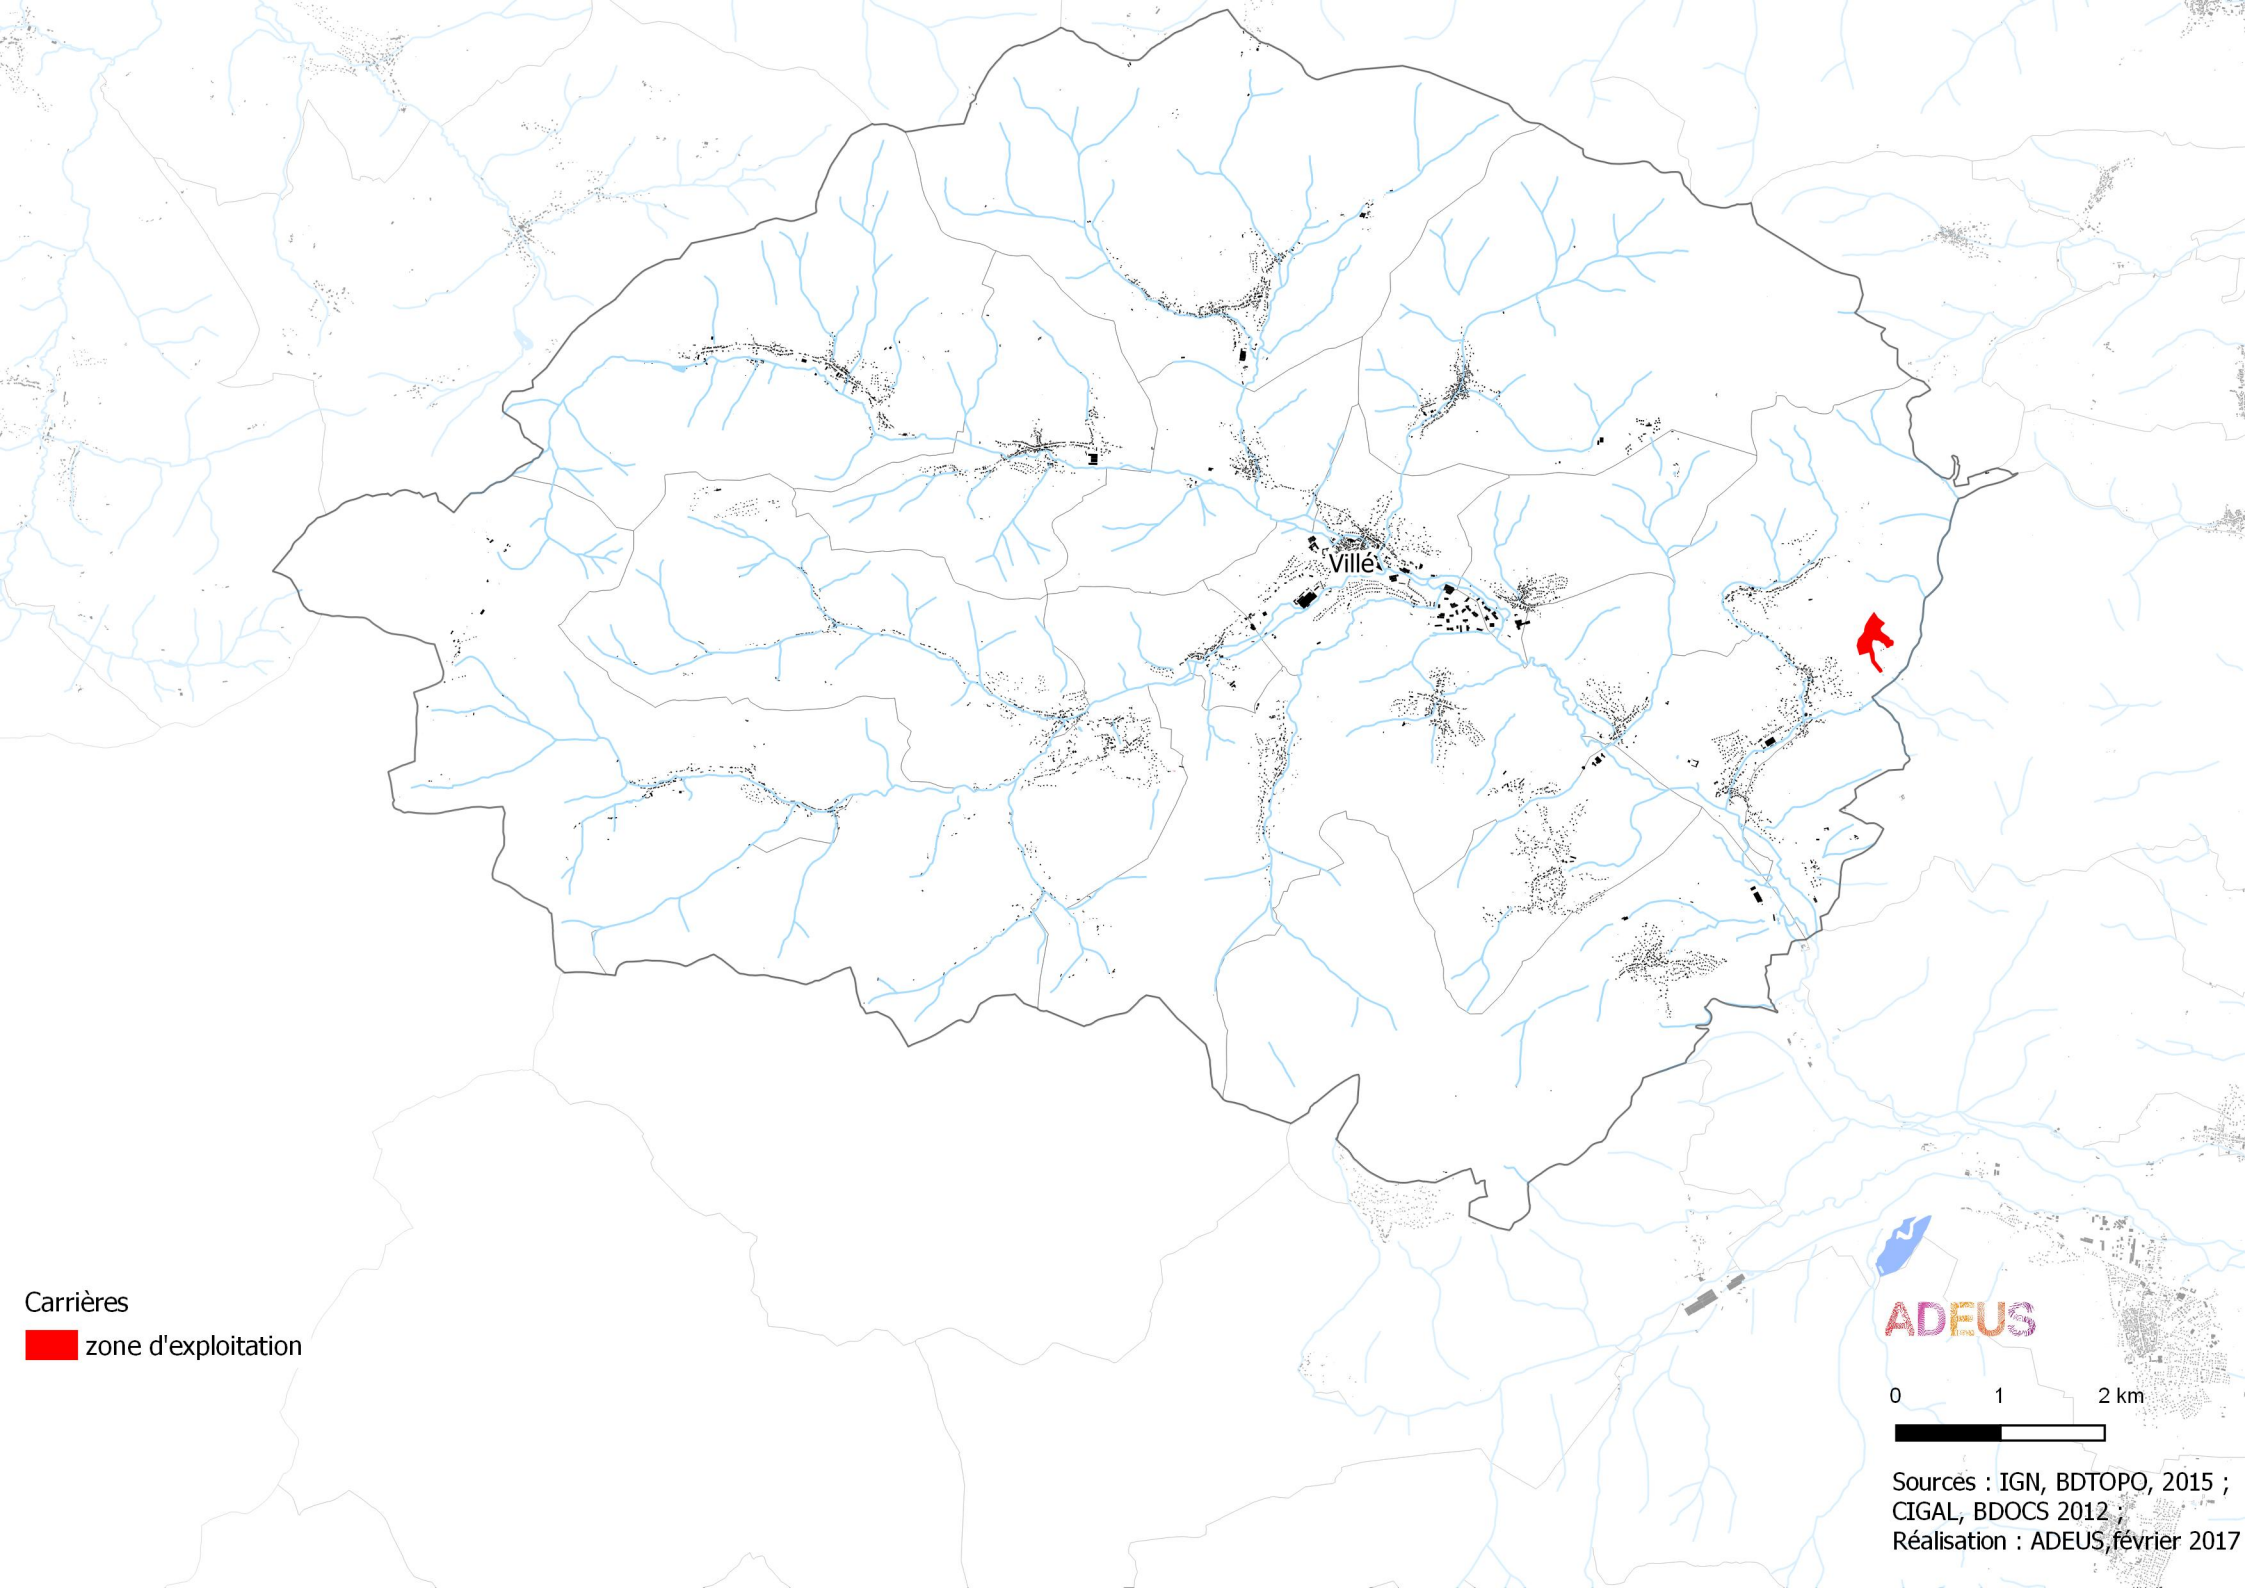 Villé
Carrières
zone d'exploitation
ADEUS
0 1 2 km
Sources : IGN, BDTOPO, 2015 ;
CIGAL, BDOCS 2012 ;
Réalisation : ADEUS,février 2017